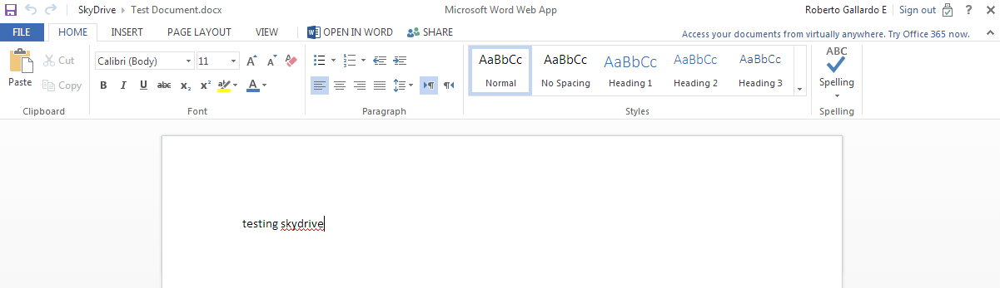 SkyDrive ▸ Test Document.docx Microsoft Word Web App Roberto Gallardo E Sign out ?
FILE HOME INSERT PAGE LAYOUT VIEW OPEN IN WORD SHARE Access your documents from virtually anywhere. Try Office 365 now.
Paste Cut Copy
Clipboard
Calibri (Body) 11
B I U abc x₂ x² ab A
Font
Paragraph
AaBbCc AaBbCc AaBbCc AaBbCc AaBbCc
Normal No Spacing Heading 1 Heading 2 Heading 3
Styles
ABC
Spelling
Spelling
testing skydrive